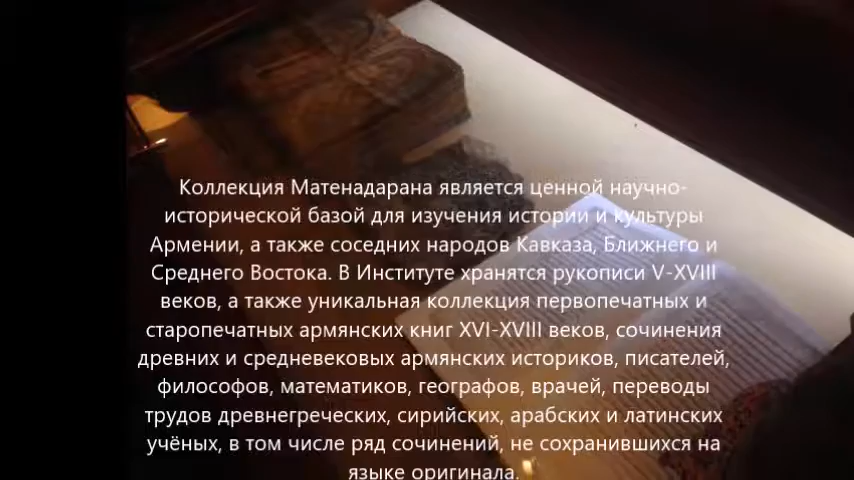 Коллекция Матенадарана является ценной научно-
исторической базой для изучения истории и культуры
Армении, а также соседних народов Кавказа, Ближнего и
Среднего Востока. В Институте хранятся рукописи V-XVIII
веков, а также уникальная коллекция первопечатных и
старопечатных армянских книг XVI-XVIII веков, сочинения
древних и средневековых армянских историков, писателей,
философов, математиков, географов, врачей, переводы
трудов древнегреческих, сирийских, арабских и латинских
учёных, в том числе ряд сочинений, не сохранившихся на
языке оригинала.